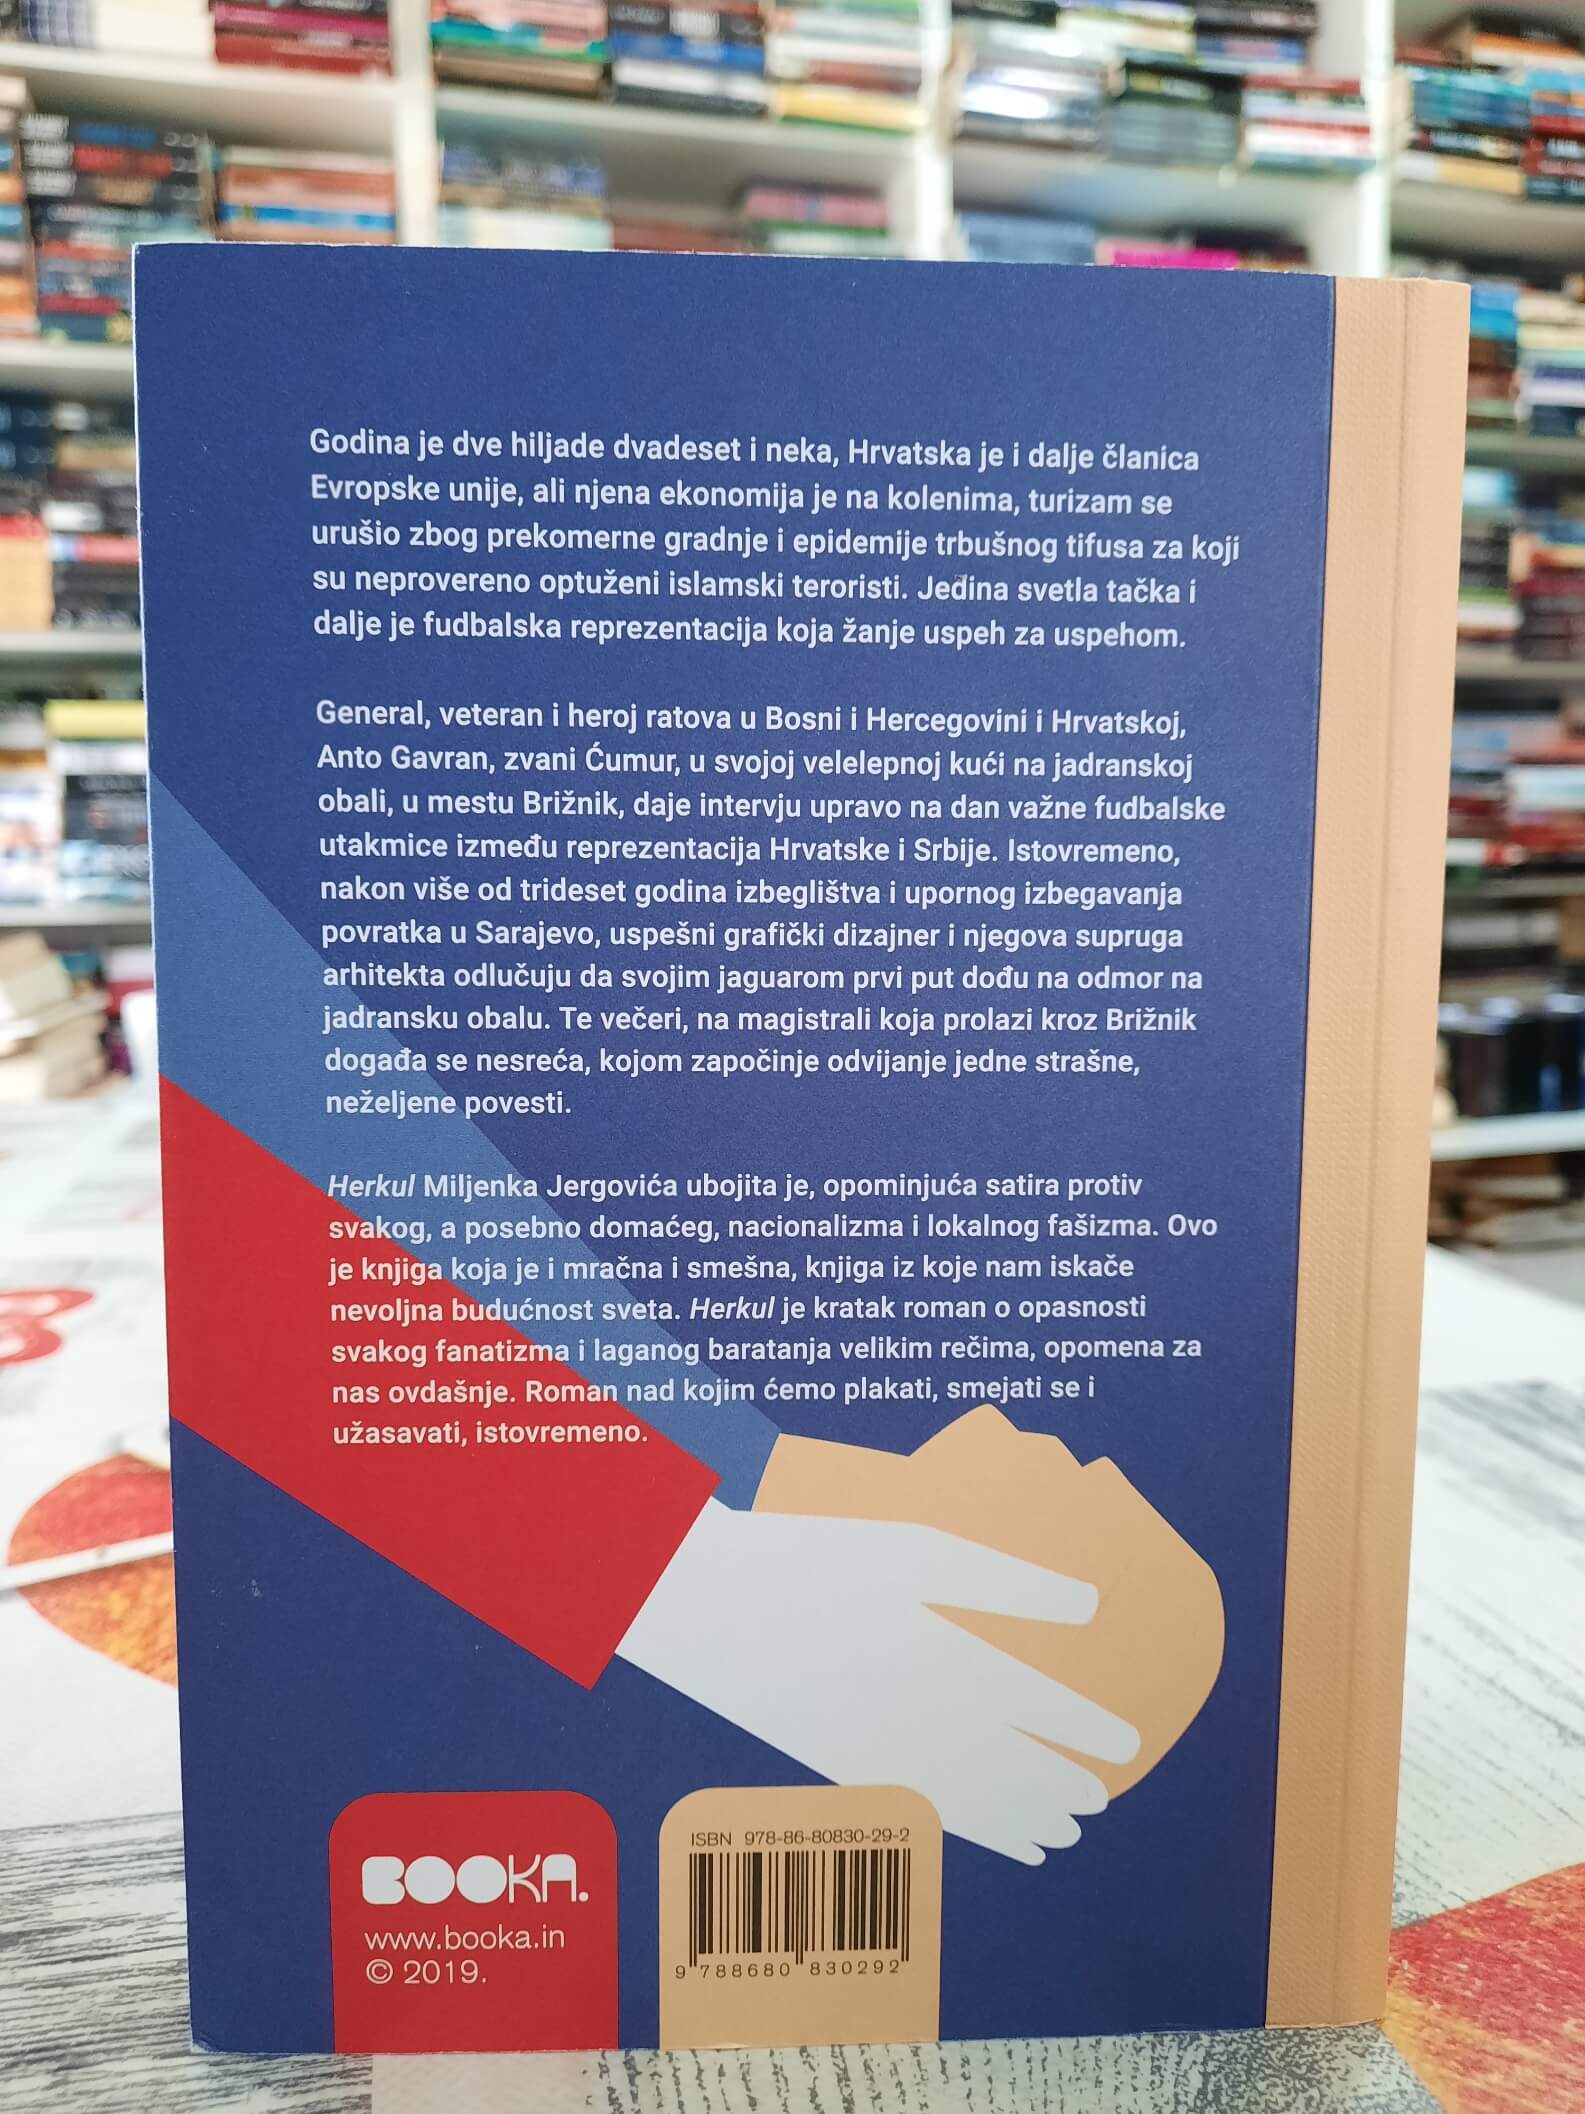 Godina je dve hiljade dvadeset i neka, Hrvatska je i dalje članica
Evropske unije, ali njena ekonomija je na kolenima, turizam se
urušio zbog prekomerne gradnje i epidemije trbušnog tifusa za koji
su neprovereno optuženi islamski teroristi. Jedina svetla tačka i
dalje je fudbalska reprezentacija koja žanje uspeh za uspehom.
General, veteran i heroj ratova u Bosni i Hercegovini i Hrvatskoj,
Anto Gavran, zvani Ćumur, u svojoj velelepnoj kući na jadranskoj
obali, u mestu Brižnik, daje intervju upravo na dan važne fudbalske
utakmice između reprezentacija Hrvatske i Srbije. Istovremeno,
nakon više od trideset godina izbeglištva i upornog izbegavanja
povratka u Sarajevo, uspešni grafički dizajner i njegova supruga
arhitekta odlučuju da svojim jaguarom prvi put dođu na odmor na
jadransku obalu. Te večeri, na magistrali koja prolazi kroz Brižnik
događa se nesreća, kojom započinje odvijanje jedne strašne,
neželjene povesti.
Herkul Miljenka Jergovića ubojita je, opominjuća satira protiv
svakog, a posebno domaćeg, nacionalizma i lokalnog fašizma. Ovo
je knjiga koja je i mračna i smešna, knjiga iz koje nam iskače
nevoljna budućnost sveta. Herkul je kratak roman o opasnosti
svakog fanatizma i laganog baratanja velikim rečima, opomena za
nas ovdašnje. Roman nad kojim ćemo plakati, smejati se i
užasavati, istovremeno.
BOOKA.
www.booka.in
© 2019.
ISBN 978-86-80830-29-2
9 788680 830292